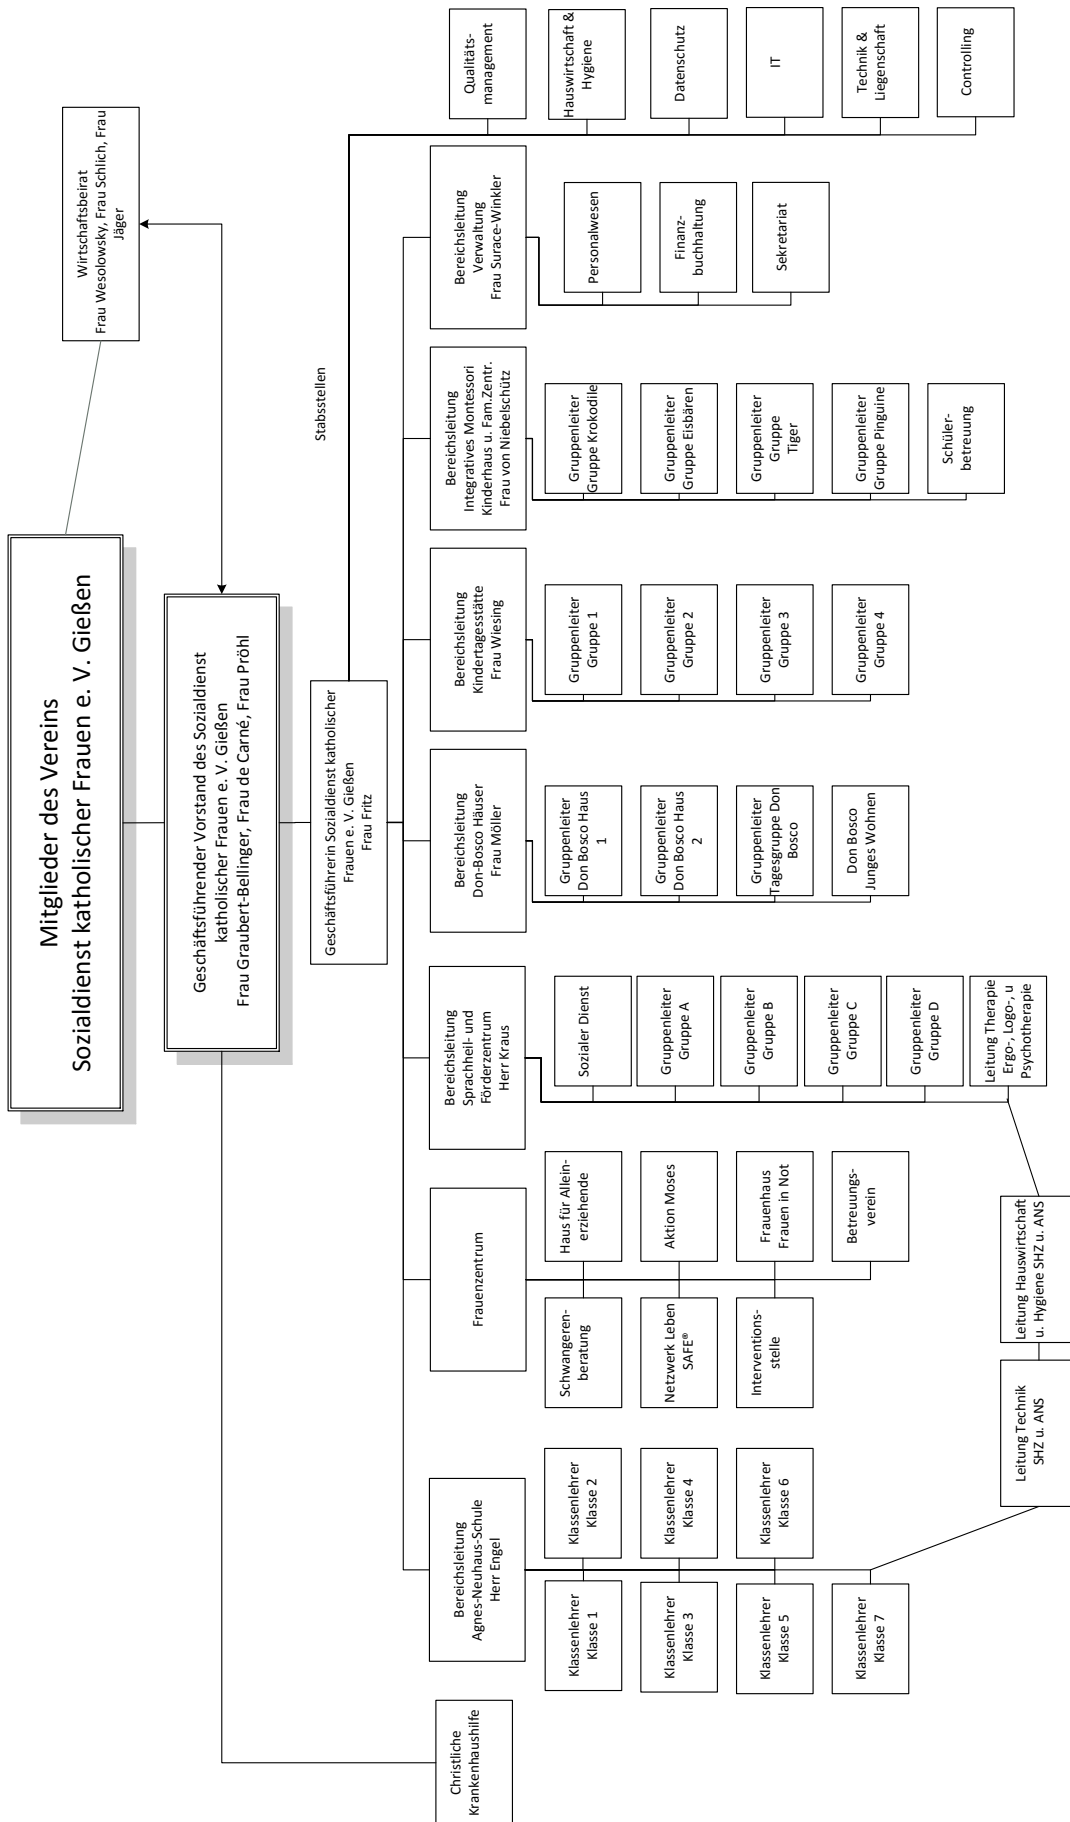 Mitglieder des Vereins
Sozialdienst katholischer Frauen e. V. Gießen
Wirtschaftsbeirat
Frau Wesolowsky, Frau Schlich, Frau
Jäger
Geschäftsführender Vorstand des Sozialdienst
katholischer Frauen e. V. Gießen
Frau Graubert-Bellinger, Frau de Carné, Frau Pröhl
Geschäftsführerin Sozialdienst katholischer
Frauen e. V. Gießen
Frau Fritz
Stabsstellen
Christliche
Krankenhaushilfe
Bereichsleitung
Agnes-Neuhaus-Schule
Herr Engel
Klassenlehrer
Klasse 1
Klassenlehrer
Klasse 2
Klassenlehrer
Klasse 3
Klassenlehrer
Klasse 4
Klassenlehrer
Klasse 5
Klassenlehrer
Klasse 6
Klassenlehrer
Klasse 7
Frauenzentrum
Schwangeren-
beratung
Haus für Allein-
erziehende
Netzwerk Leben
SAFE®
Aktion Moses
Interventions-
stelle
Frauenhaus
Frauen in Not
Betreuungs-
verein
Bereichsleitung
Sprachheil- und
Förderzentrum
Herr Kraus
Sozialer Dienst
Gruppenleiter
Gruppe A
Gruppenleiter
Gruppe B
Gruppenleiter
Gruppe C
Gruppenleiter
Gruppe D
Leitung Therapie
Ergo-, Logo-, u
Psychotherapie
Leitung Technik
SHZ u. ANS
Leitung Hauswirtschaft
u. Hygiene SHZ u. ANS
Bereichsleitung
Don-Bosco Häuser
Frau Möller
Gruppenleiter
Don Bosco Haus
1
Gruppenleiter
Don Bosco Haus
2
Gruppenleiter
Tagesgruppe Don
Bosco
Don Bosco
Junges Wohnen
Bereichsleitung
Kindertagesstätte
Frau Wiesing
Gruppenleiter
Gruppe 1
Gruppenleiter
Gruppe 2
Gruppenleiter
Gruppe 3
Gruppenleiter
Gruppe 4
Bereichsleitung
Integratives Montessori
Kinderhaus u. Fam.Zentr.
Frau von Niebelschütz
Gruppenleiter
Gruppe Krokodile
Gruppenleiter
Gruppe Eisbären
Gruppenleiter
Gruppe
Tiger
Gruppenleiter
Gruppe Pinguine
Schüler-
betreuung
Bereichsleitung
Verwaltung
Frau Surace-Winkler
Personalwesen
Finanz-
buchhaltung
Sekretariat
Qualitäts-
management
Hauswirtschaft &
Hygiene
Datenschutz
IT
Technik &
Liegenschaft
Controlling